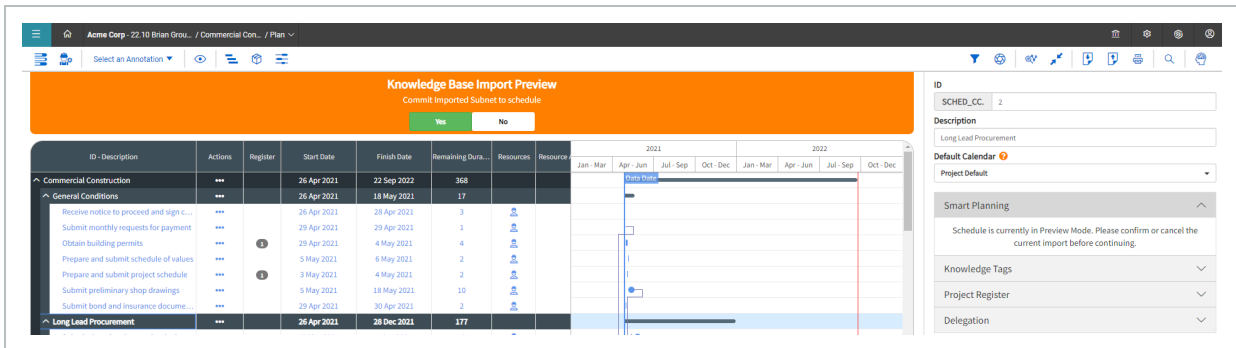 Acme Corp - 22.10 Brian Grou... / Commercial Con... / Plan
Select an Annotation
Knowledge Base Import Preview
Commit Imported Subnet to schedule
Yes No
ID - Description Actions Register Start Date Finish Date Remaining Dura... Resources Resource A
2021 2022
Jan - Mar Apr - Jun Jul - Sep Oct - Dec Jan - Mar Apr - Jun Jul - Sep Oct - Dec
Data Date
Commercial Construction ••• 26 Apr 2021 22 Sep 2022 368
General Conditions ••• 26 Apr 2021 18 May 2021 17
Receive notice to proceed and sign c... ••• 26 Apr 2021 28 Apr 2021 3
Submit monthly requests for payment ••• 29 Apr 2021 29 Apr 2021 1
Obtain building permits ••• 1 29 Apr 2021 4 May 2021 4
Prepare and submit schedule of values ••• 5 May 2021 6 May 2021 2
Prepare and submit project schedule ••• 1 3 May 2021 4 May 2021 2
Submit preliminary shop drawings ••• 5 May 2021 18 May 2021 10
Submit bond and insurance docume... ••• 29 Apr 2021 30 Apr 2021 2
Long Lead Procurement ••• 26 Apr 2021 28 Dec 2021 177
ID
SCHED_CC. 2
Description
Long Lead Procurement
Default Calendar ?
Project Default
Smart Planning
Schedule is currently in Preview Mode. Please confirm or cancel the
current import before continuing.
Knowledge Tags
Project Register
Delegation